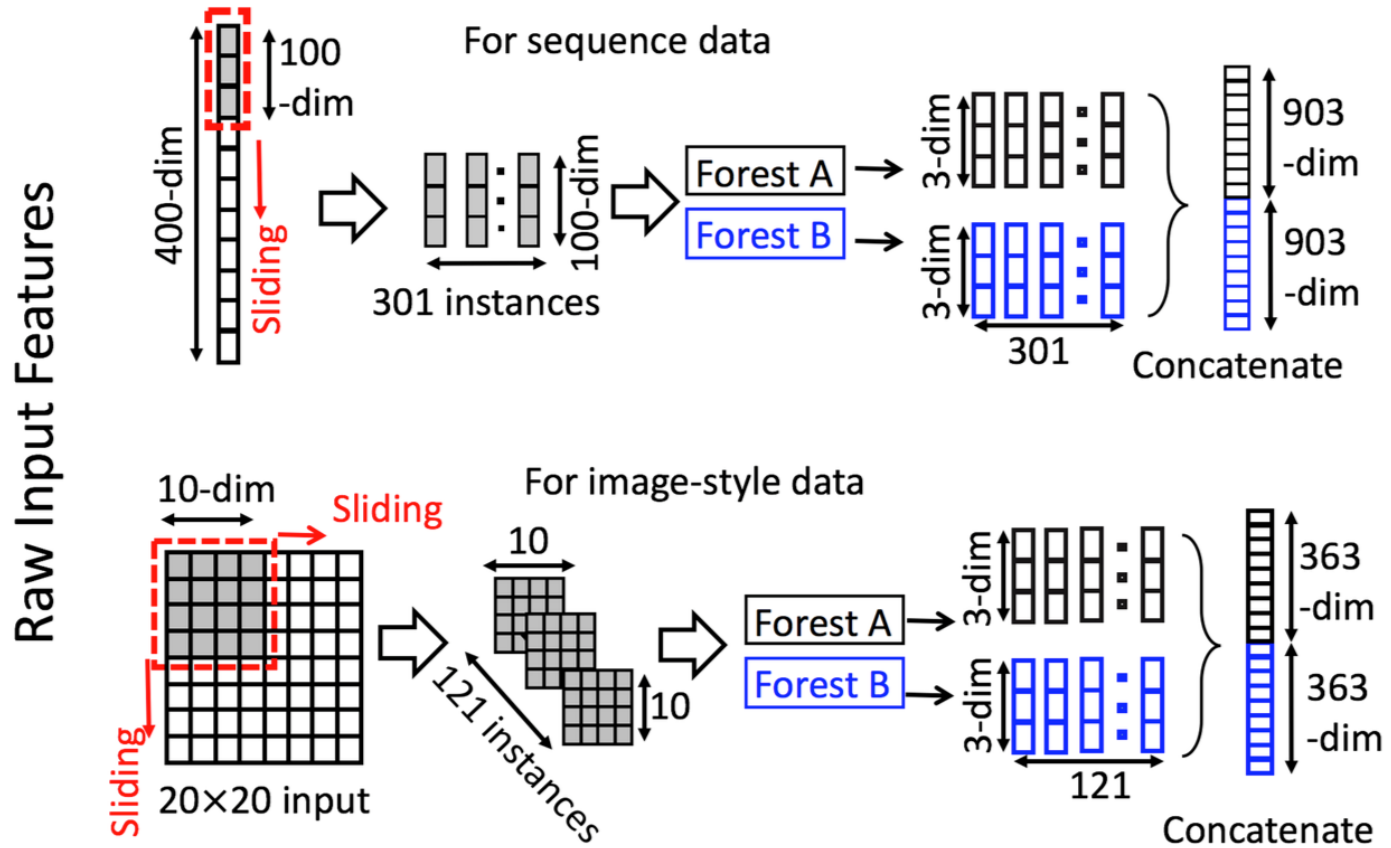 Raw Input Features
For sequence data
400-dim
100
-dim
Sliding
301 instances
100-dim
Forest A
Forest B
3-dim
3-dim
301
903
-dim
903
-dim
Concatenate
For image-style data
10-dim
Sliding
Sliding
20×20 input
10
10
121 instances
Forest A
Forest B
3-dim
3-dim
121
363
-dim
363
-dim
Concatenate